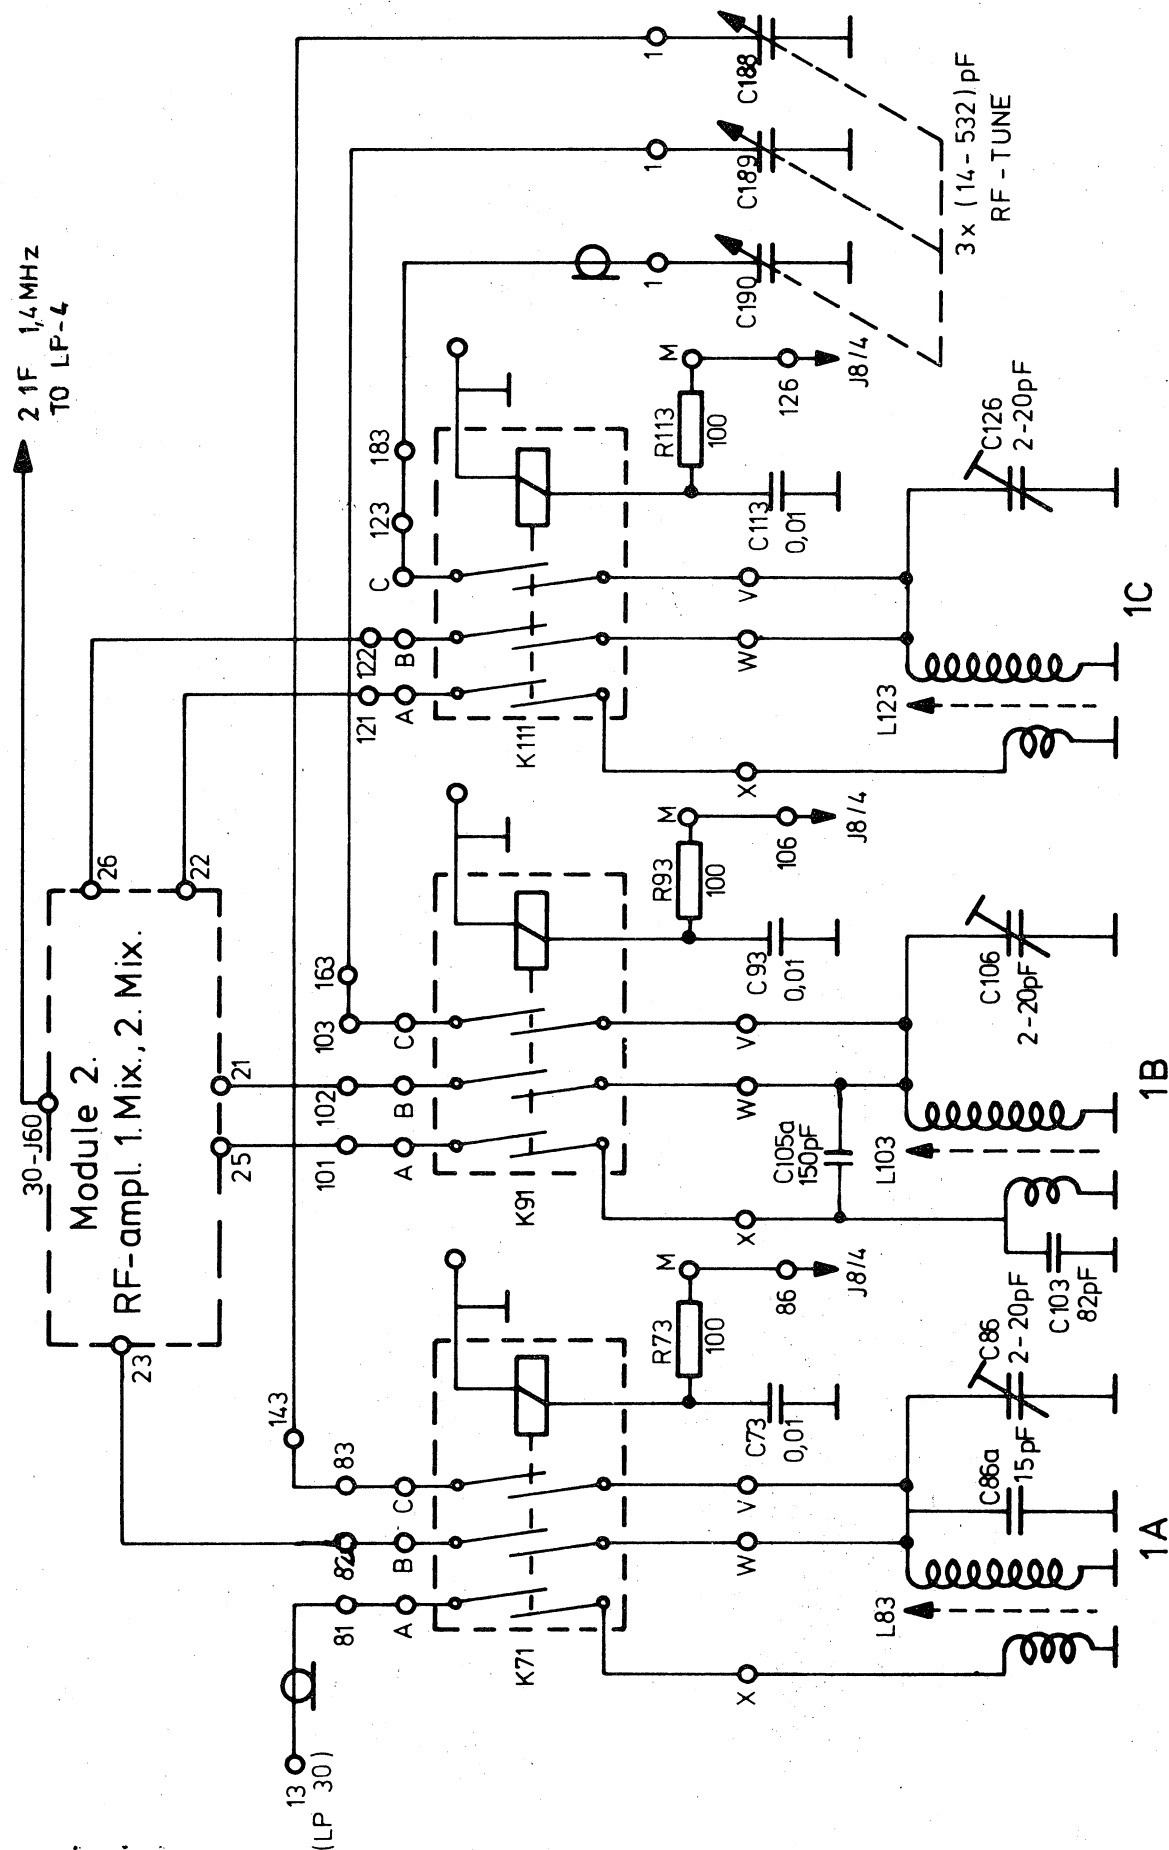 2 IF 1,4MHz
TO LP-4
30-J60
Module 2.
RF-ampl. 1.Mix., 2. Mix.
23
25
21
26
22
13
(LP 30)
81
82
83
143
A
B
C
K71
R73
100
M
C73
0,01
86
J8/4
X
W
V
L83
C86a
15pF
C86
2-20pF
1A
101
102
103
163
A
B
C
K91
R93
100
M
C93
0,01
106
J8/4
X
W
V
C105a
150pF
L103
C103
82pF
C106
2-20pF
1B
121
122
123
183
A
B
C
K111
R113
100
M
C113
0,01
126
J8/4
X
W
V
L123
C126
2-20pF
1C
1
1
1
C190
C189
C188
3x (14-532)pF
RF-TUNE